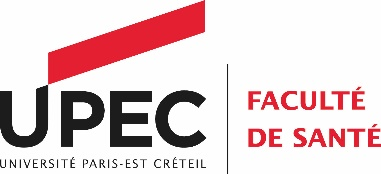 UPEC
UNIVERSITÉ PARIS-EST CRÉTEIL
FACULTÉ
DE SANTÉ